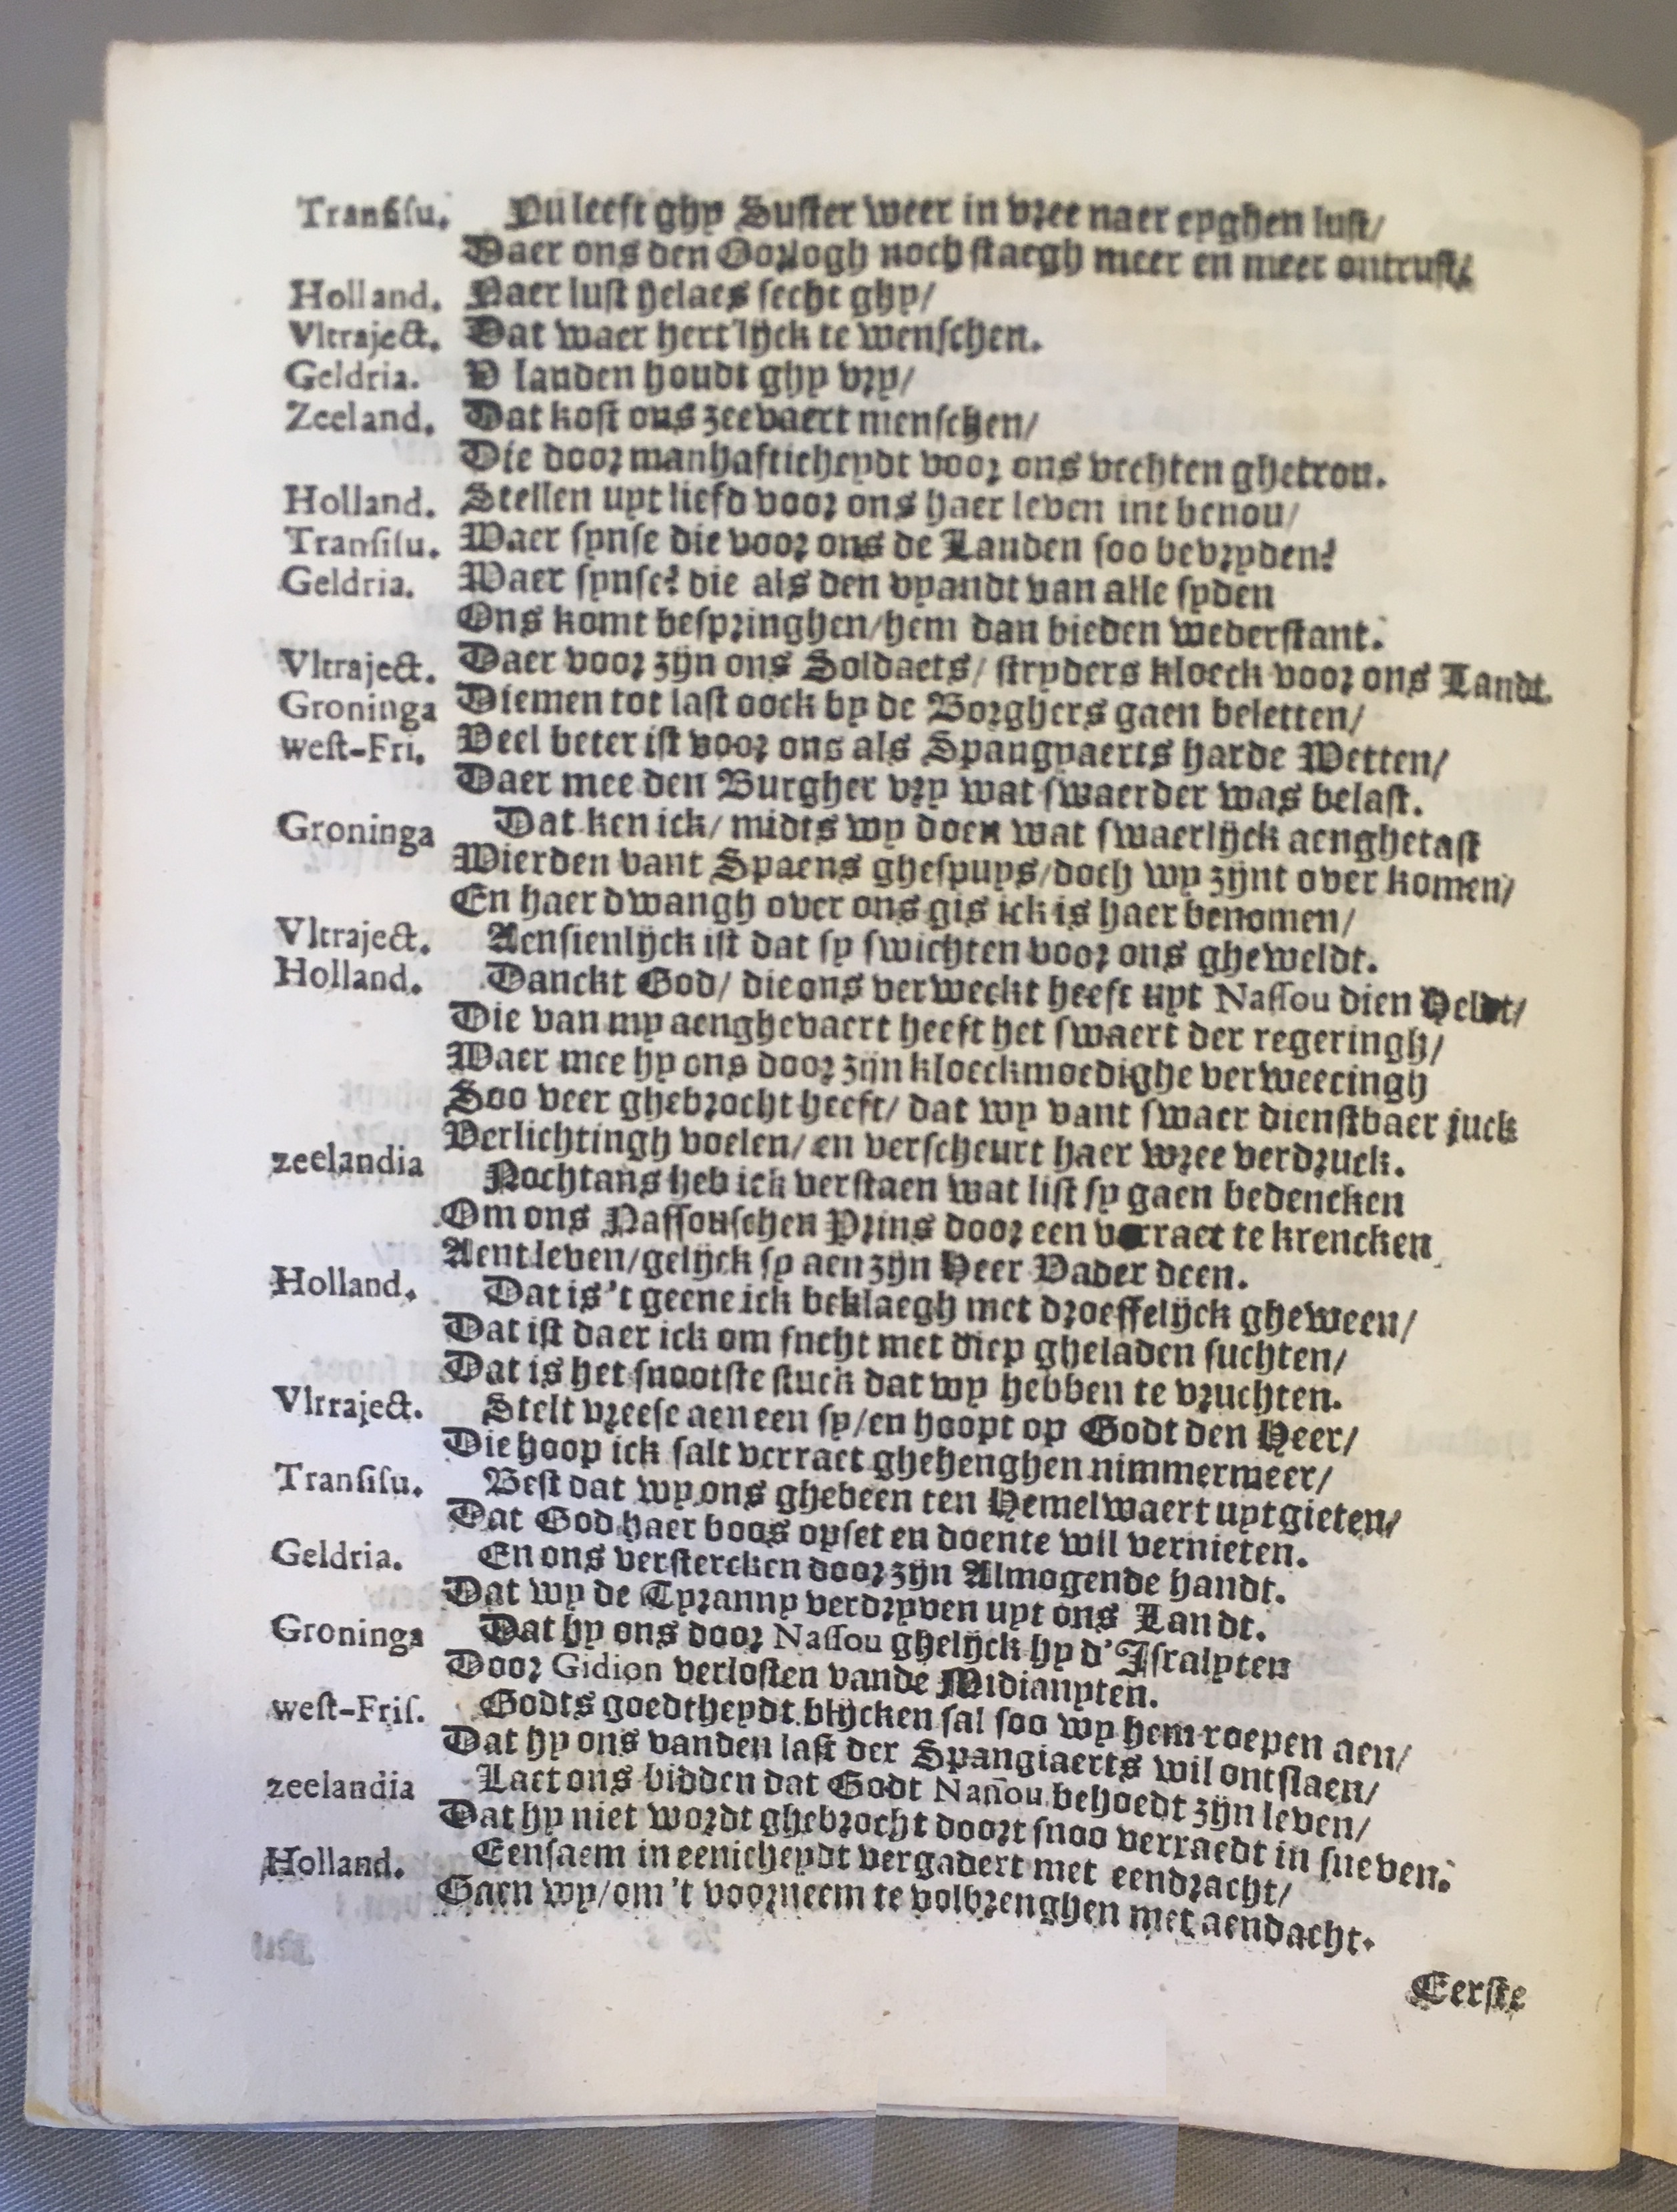 Transisu. Nu leeft ghy Suster weer in vree naer eyghen lust/
Daer ons den Oorlogh noch staegh meer en meer ontrust/
Holland. Naer lust helaes secht ghy/
Vltraject. Dat waer hert'lijck te wenschen.
Geldria. V landen houdt ghy vry/
Zeeland. Dat kost ons zeevaert menschen/
Die door manhafticheydt voor ons vechten ghetrou.
Holland. Stellen uyt liefd voor ons haer leven int benou/
Transisu. Waer synse die voor ons de Landen soo bevryden?
Geldria. Waer synse? die als den vyandt van alle syden
Ons komt bespringhen/hem dan bieden wederstant.
Vltraject. Daer voor zijn ons Soldaets/ stryders kloeck voor ons Landt.
Groninga Diemen tot last oock by de Borghers gaen beletten/
west-Fri. Veel beter ist voor ons als Spangyaerts harde Wetten/
Daer mee den Burgher vry wat swaerder was belast.
Groninga Dat ken ick/ midts wy doen wat swaerlijck aenghetast
Wierden vant Spaens ghespuys/doch wy zijnt over komen/
En haer dwangh over ons gis ick is haer benomen/
Vltraject. Aensienlijck ist dat sy swichten voor ons gheweldt.
Holland. Danckt God/ die ons verweckt heeft uyt Nassou dien Heldt/
Die van my aenghevaert heeft het swaert der regeringh/
Waer mee hy ons door zijn kloeckmoedighe verweeringh
Soo veer ghebrocht heeft/ dat wy vant swaer dienstbaer juck
Verlichtingh voelen/ en verscheurt haer wree verdruck.
zeelandia Nochtans heb ick verstaen wat list sy gaen bedencken
Om ons Nassouschen Prins door een verraet te krencken
Aent leven/gelijck sy aen zijn Heer Vader deen.
Holland. Dat is 't geene ick beklaegh met droeffelijck gheween/
Dat ist daer ick om sucht met diep gheladen suchten/
Dat is het snootste stuck dat wy hebben te vruchten.
Vlrraject. Stelt vreese aen een sy/en hoopt op Godt den Heer/
Die hoop ick salt verraet ghehenghen nimmermeer/
Transisu. Best dat wy ons ghebeen ten Hemelwaert uytgieten/
Dat God haer boos opset en doente wil vernieten.
Geldria. En ons verstercken door zijn Almogende handt.
Dat wy de Tyranny verdryven uyt ons Landt.
Groninga Dat hy ons door Nassou ghelijck hy d'Isralyten
Door Gidion verlosten vande Midianyten.
west-Fris. Godts goedtheydt blijcken sal soo wy hem roepen aen/
Dat hy ons vanden last der Spangiaerts wil ontslaen/
zeelandia Laet ons bidden dat Godt Nassou behoedt zijn leven/
Dat hy niet wordt ghebrocht doort snoo verraedt in sneven.
Holland. Eensaem in eenicheydt vergadert met eendracht/
Gaen wy/om 't voorneem te volbrenghen met aendacht.
Eerste